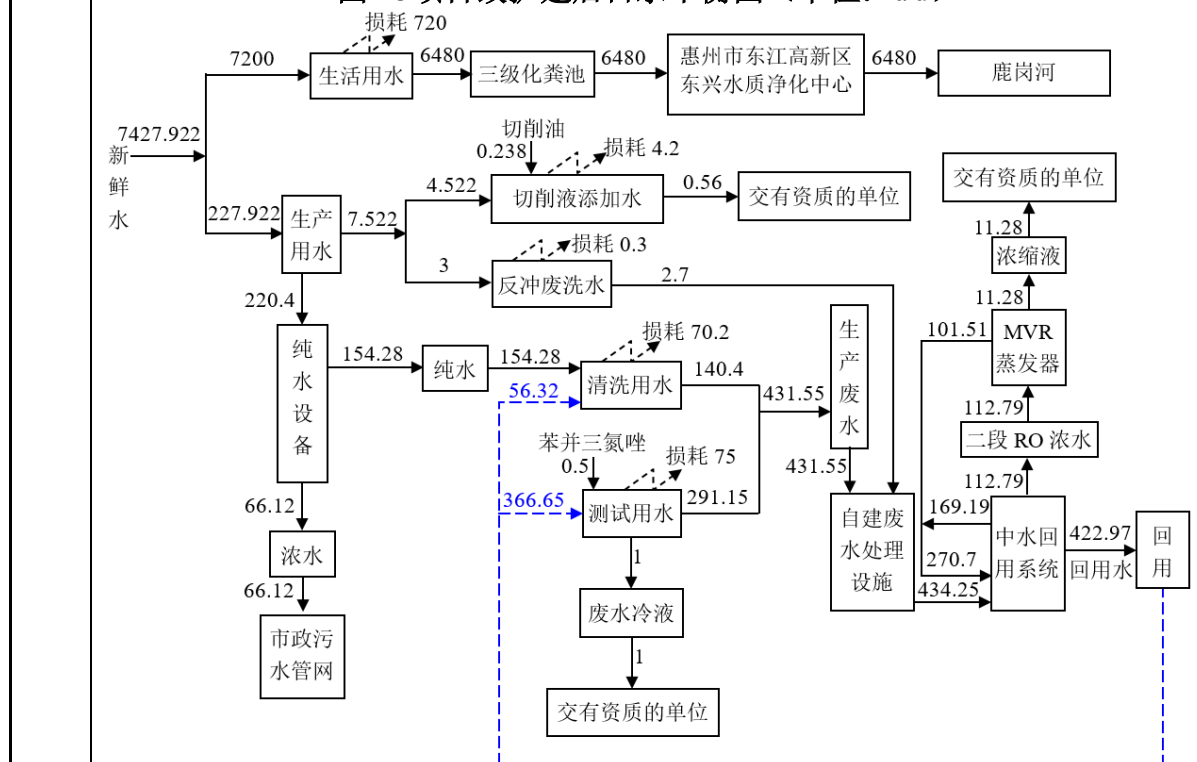 损耗 720
7200
生活用水
6480
三级化粪池
6480
惠州市东江高新区
东兴水质净化中心
6480
鹿岗河
7427.922
新
鲜
水
切削油
0.238
损耗 4.2
4.522
切削液添加水
0.56
交有资质的单位
交有资质的单位
227.922
生产
用水
7.522
11.28
浓缩液
损耗 0.3
3
反冲废洗水
2.7
11.28
220.4
纯
水
设
备
154.28
纯水
154.28
损耗 70.2
清洗用水
140.4
56.32
431.55
生
产
废
水
101.51
MVR
蒸发器
112.79
二段 RO 浓水
112.79
苯并三氮唑
0.5
损耗 75
366.65
测试用水
291.15
431.55
66.12
浓水
66.12
市政污
水管网
1
废水冷液
1
交有资质的单位
自建废
水处理
设施
169.19
270.7
434.25
中水回
用系统
422.97
回用水
回
用